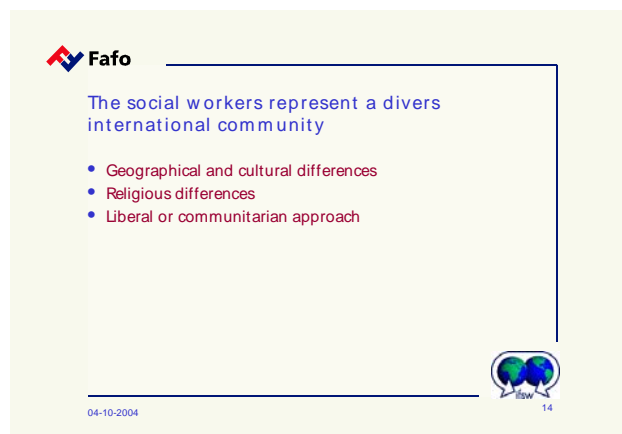 Fafo
The social workers represent a divers
international community
• Geographical and cultural differences
• Religious differences
• Liberal or communitarian approach
ifsw
04-10-2004
14